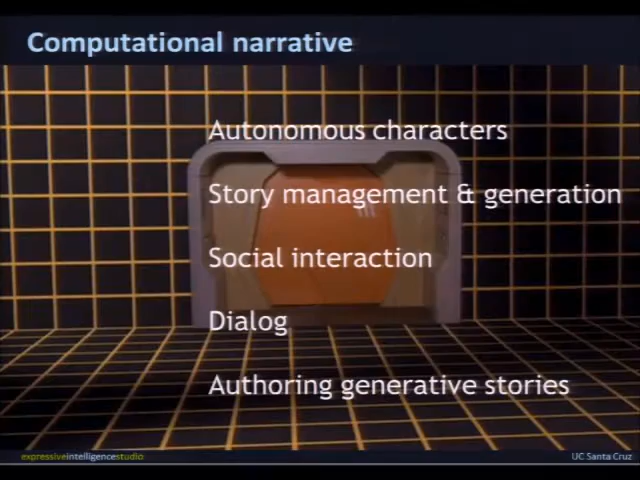 Computational narrative
Autonomous characters
Story management & generation
Social interaction
Dialog
Authoring generative stories
expressiveintelligencestudio
UC Santa Cruz